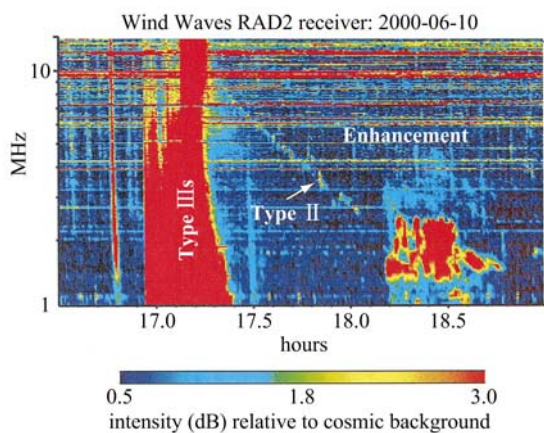 Wind Waves RAD2 receiver: 2000-06-10
10
MHz
1
Type IIIs
Enhancement
Type II
17.0 17.5 18.0 18.5
hours
0.5 1.8 3.0
intensity (dB) relative to cosmic background